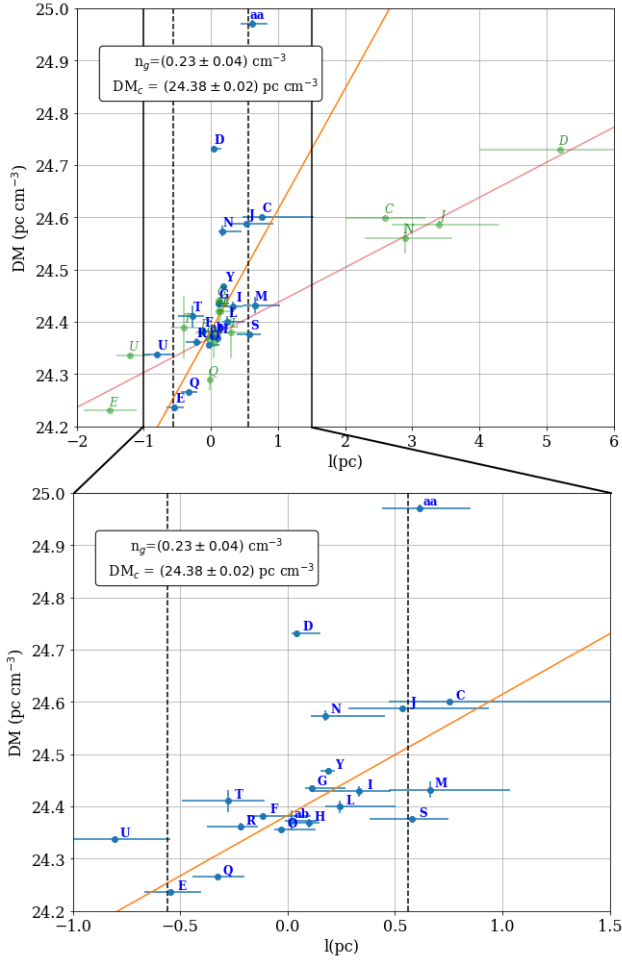 25.0
24.9
24.8
24.7
24.6
24.5
24.4
24.3
24.2
DM (pc cm⁻³)
n_g=(0.23 ± 0.04) cm⁻³
DM_c = (24.38 ± 0.02) pc cm⁻³
aa
D
D
C
J
C
J
N
N
Y
G
I
M
T
T
L
F
S
U
U
Q
Q
E
E
−2
−1
0
1
2
3
4
5
6
l(pc)
25.0
24.9
24.8
24.7
24.6
24.5
24.4
24.3
24.2
DM (pc cm⁻³)
n_g=(0.23 ± 0.04) cm⁻³
DM_c = (24.38 ± 0.02) pc cm⁻³
aa
D
C
J
N
Y
G
I
M
T
L
F
ab
H
S
R
O
U
Q
E
−1.0
−0.5
0.0
0.5
1.0
1.5
l(pc)